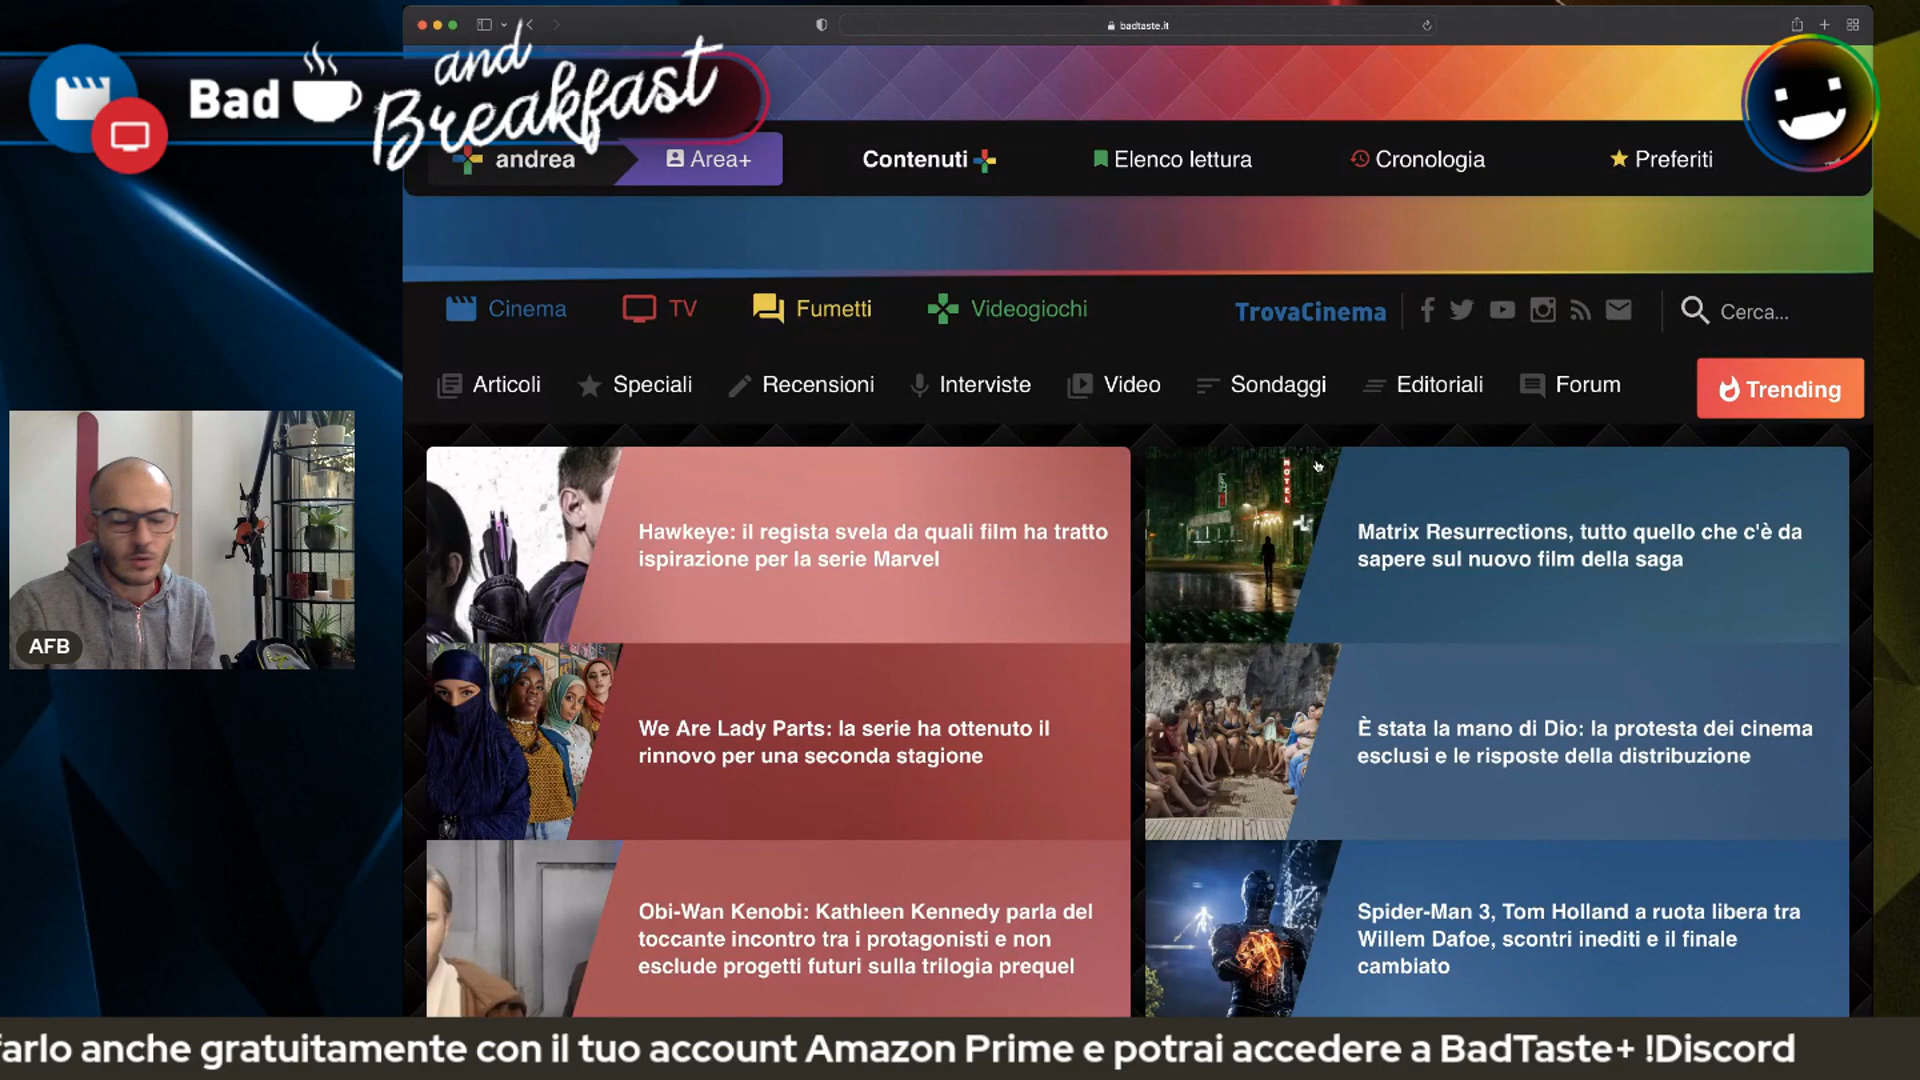 badtaste.it
Bad and Breakfast
andrea
Area+
Contenuti
Elenco lettura
Cronologia
Preferiti
Cinema
TV
Fumetti
Videogiochi
TrovaCinema
Cerca...
Articoli
Speciali
Recensioni
Interviste
Video
Sondaggi
Editoriali
Forum
Trending
Hawkeye: il regista svela da quali film ha tratto
ispirazione per la serie Marvel
MOTEL
Matrix Resurrections, tutto quello che c'è da
sapere sul nuovo film della saga
AFB
We Are Lady Parts: la serie ha ottenuto il
rinnovo per una seconda stagione
È stata la mano di Dio: la protesta dei cinema
esclusi e le risposte della distribuzione
Obi-Wan Kenobi: Kathleen Kennedy parla del
toccante incontro tra i protagonisti e non
esclude progetti futuri sulla trilogia prequel
Spider-Man 3, Tom Holland a ruota libera tra
Willem Dafoe, scontri inediti e il finale
cambiato
farlo anche gratuitamente con il tuo account Amazon Prime e potrai accedere a BadTaste+ !Discord